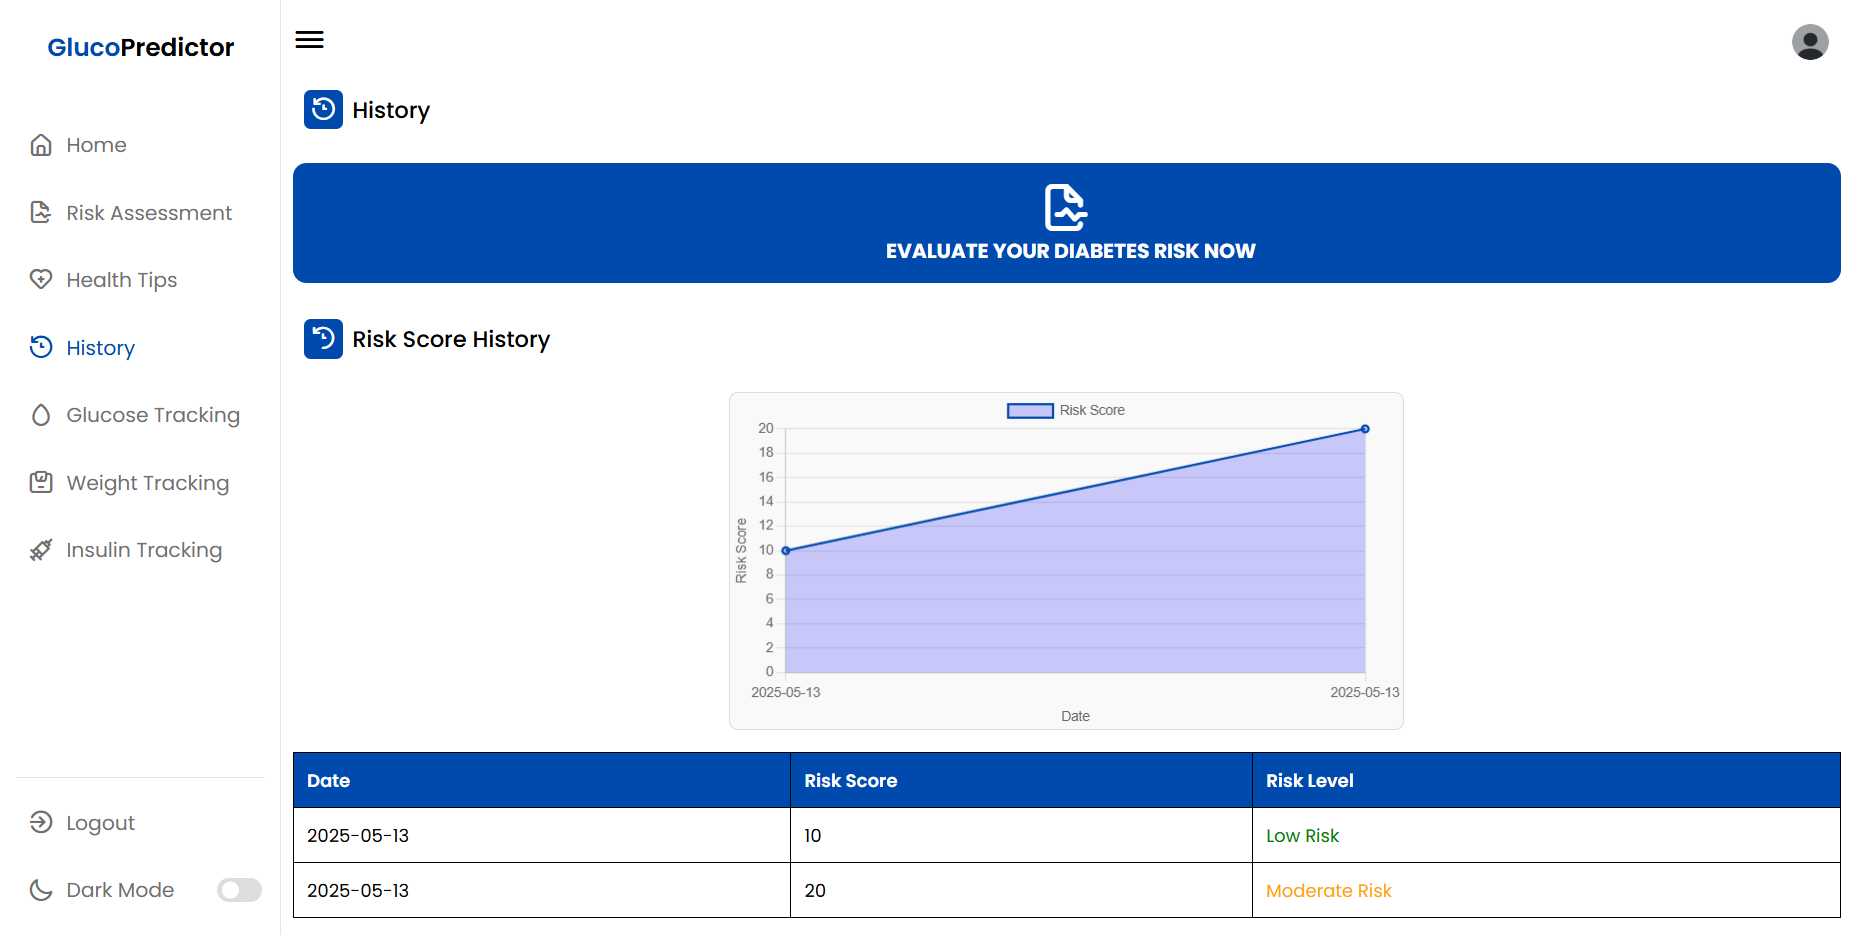 GlucoPredictor
Home
Risk Assessment
Health Tips
History
Glucose Tracking
Weight Tracking
Insulin Tracking
Logout
Dark Mode
History
EVALUATE YOUR DIABETES RISK NOW
Risk Score History
Risk Score
Risk Score
20
18
16
14
12
10
8
6
4
2
0
2025-05-13 2025-05-13
Date
Date Risk Score Risk Level
2025-05-13 10 Low Risk
2025-05-13 20 Moderate Risk